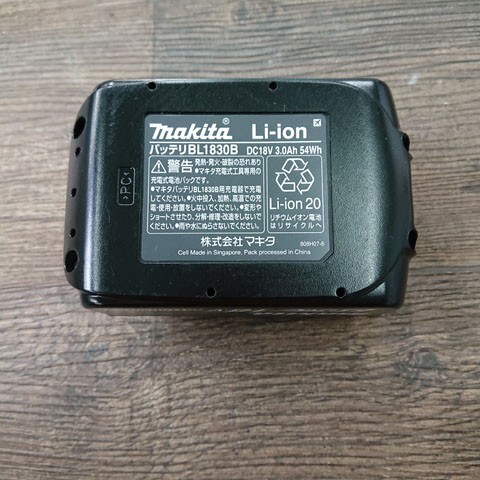 makita® Li-ion
バッテリBL1830B DC18V 3.0Ah 54Wh
⚠警告 発熱・発火・破裂の恐れあり
●マキタ充電式工具専用の
充電式電池パックです。
●マキタバッテリBL1830B用充電器で充電
してください。●火中投入、加熱、高温での充
電・使用・放置をしないでください。●変形や
ショートさせたり、分解・修理・改造をしないで
ください。●雨や水にぬらさないでください。
Li-ion 20
リチウムイオン電池
はリサイクルへ
株式会社マキタ
Cell Made in Singapore, Pack processed in China
>PC<